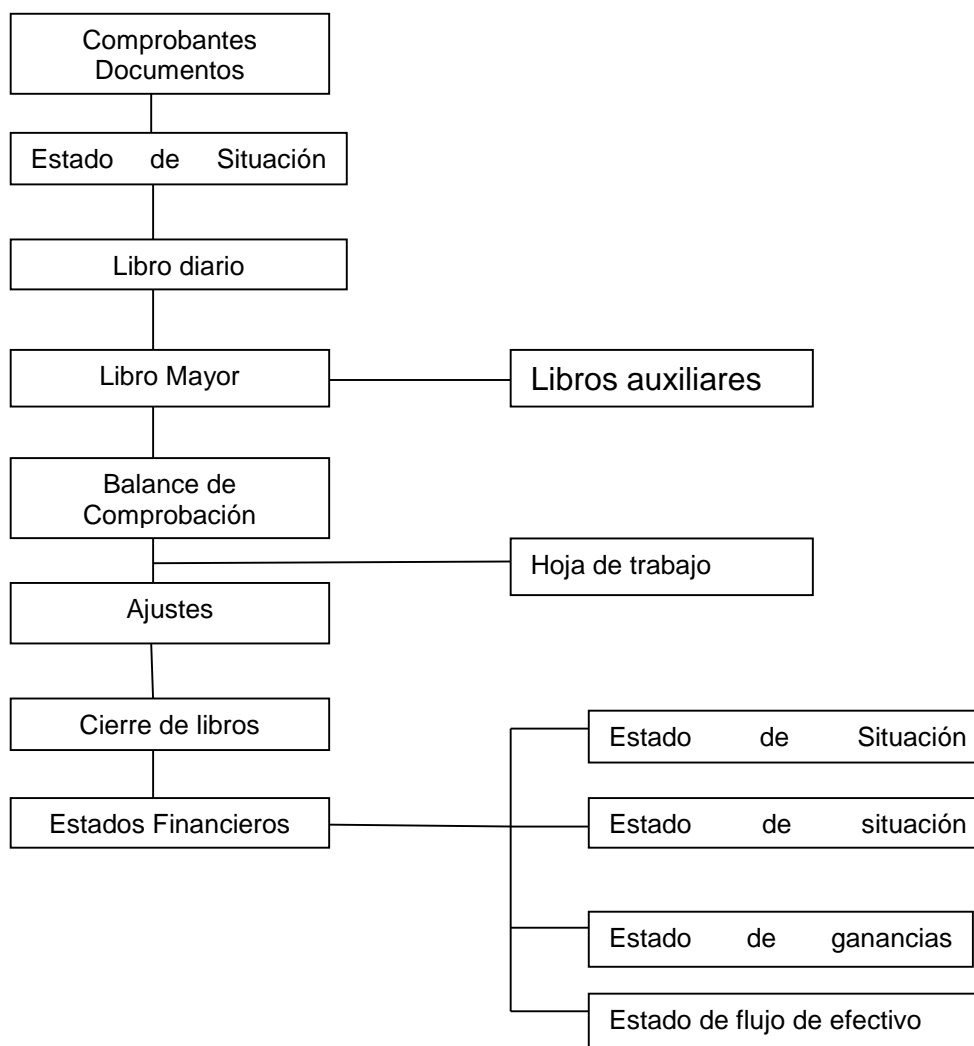 Comprobantes
Documentos
Estado de Situación
Libro diario
Libro Mayor
Libros auxiliares
Balance de
Comprobación
Hoja de trabajo
Ajustes
Cierre de libros
Estado de Situación
Estados Financieros
Estado de situación
Estado de ganancias
Estado de flujo de efectivo